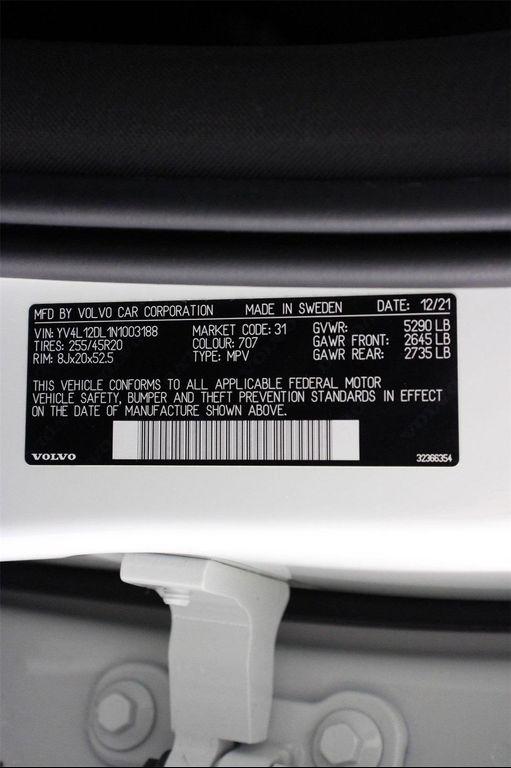 MFD BY VOLVO CAR CORPORATION MADE IN SWEDEN DATE: 12/21
VIN: YV4L12DL1N1003188 MARKET CODE: 31 GVWR: 5290 LB
TIRES: 255/45R20 COLOUR: 707 GAWR FRONT: 2645 LB
RIM: 8Jx20x52.5 TYPE: MPV GAWR REAR: 2735 LB
THIS VEHICLE CONFORMS TO ALL APPLICABLE FEDERAL MOTOR
VEHICLE SAFETY, BUMPER AND THEFT PREVENTION STANDARDS IN EFFECT
ON THE DATE OF MANUFACTURE SHOWN ABOVE.
VOLVO 32366354